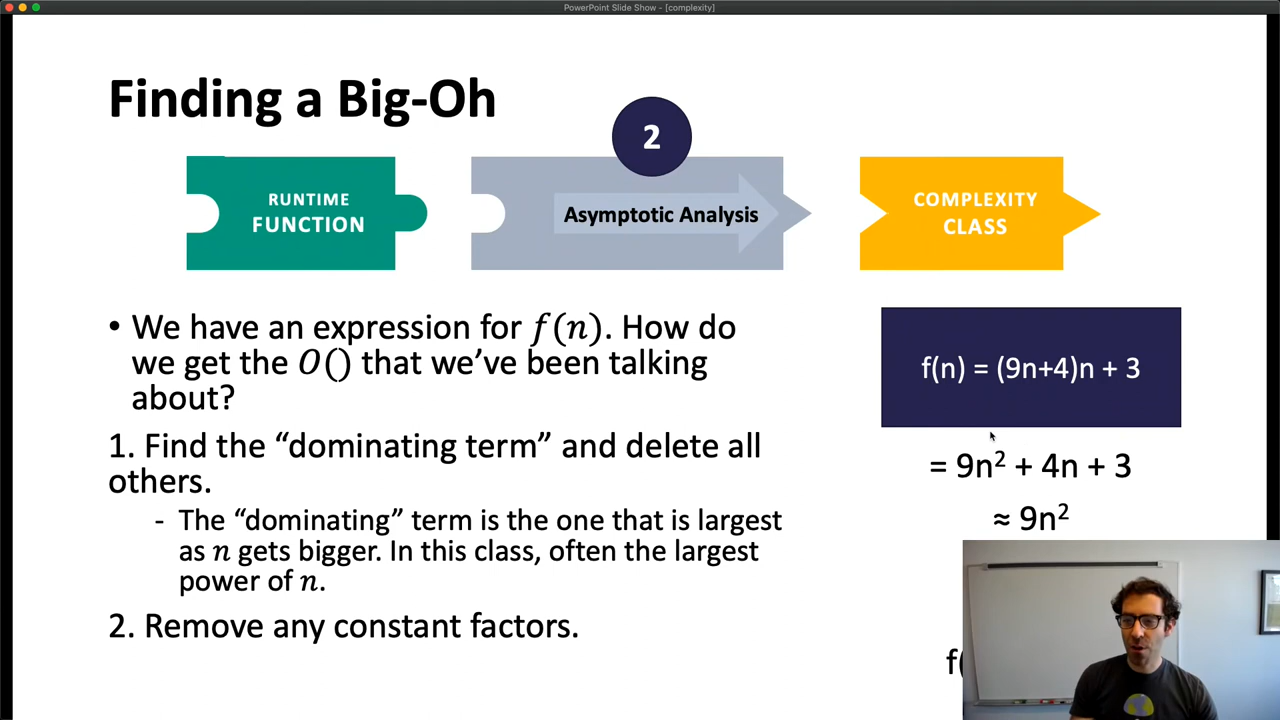 PowerPoint Slide Show - [complexity]
Finding a Big-Oh
2
RUNTIME
FUNCTION
Asymptotic Analysis
COMPLEXITY
CLASS
• We have an expression for f(n). How do
we get the O() that we’ve been talking
about?
1. Find the “dominating term” and delete all
others.
- The “dominating” term is the one that is largest
as n gets bigger. In this class, often the largest
power of n.
2. Remove any constant factors.
f(n) = (9n+4)n + 3
= 9n² + 4n + 3
≈ 9n²
f(